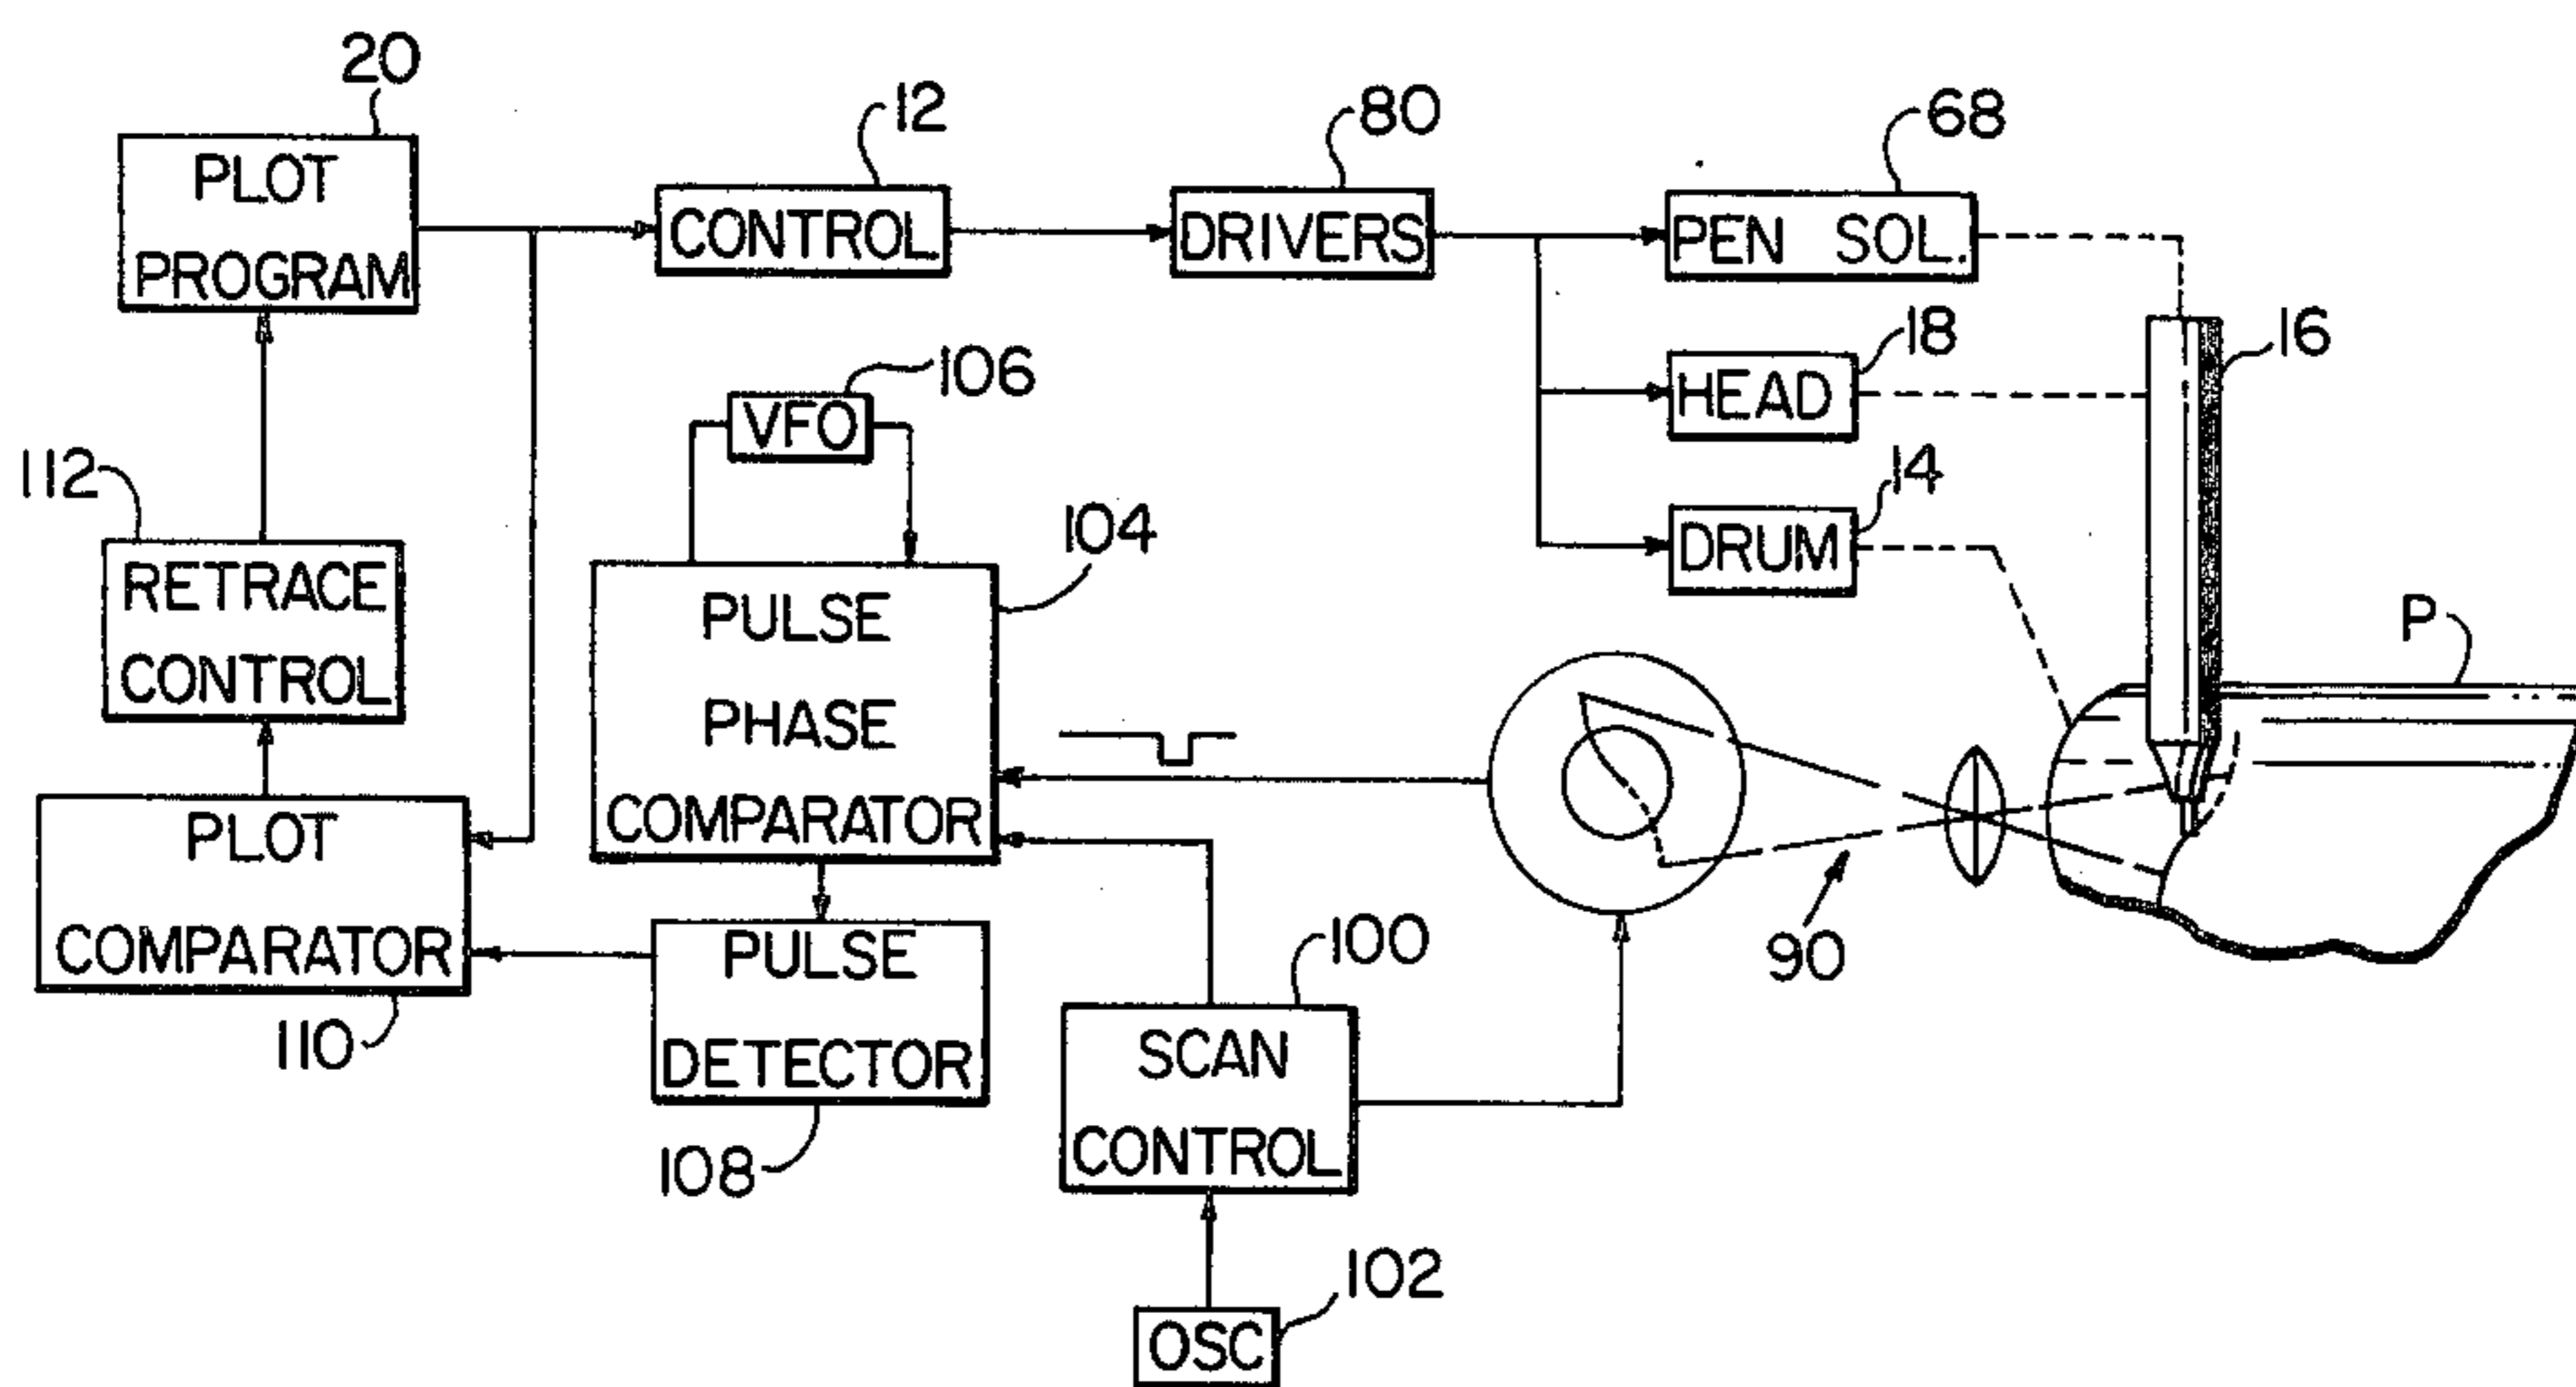 20
PLOT
PROGRAM
12
CONTROL
80
DRIVERS
68
PEN SOL.
18
HEAD
16
14
DRUM
106
VFO
112
RETRACE
CONTROL
104
PULSE
PHASE
COMPARATOR
P
PLOT
COMPARATOR
110
PULSE
DETECTOR
108
90
100
SCAN
CONTROL
102
OSC